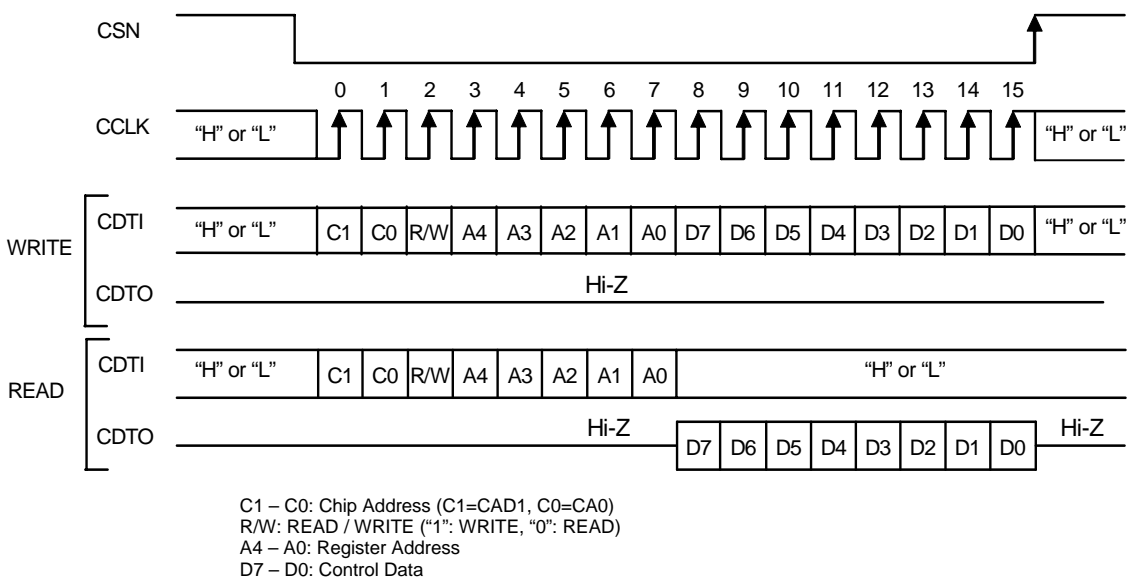 CSN
0 1 2 3 4 5 6 7 8 9 10 11 12 13 14 15
CCLK “H” or “L” “H” or “L”
WRITE
CDTI “H” or “L” C1 C0 R/W A4 A3 A2 A1 A0 D7 D6 D5 D4 D3 D2 D1 D0 “H” or “L”
CDTO Hi-Z
READ
CDTI “H” or “L” C1 C0 R/W A4 A3 A2 A1 A0 “H” or “L”
CDTO Hi-Z D7 D6 D5 D4 D3 D2 D1 D0 Hi-Z
C1 – C0: Chip Address (C1=CAD1, C0=CA0)
R/W: READ / WRITE (“1”: WRITE, “0”: READ)
A4 – A0: Register Address
D7 – D0: Control Data